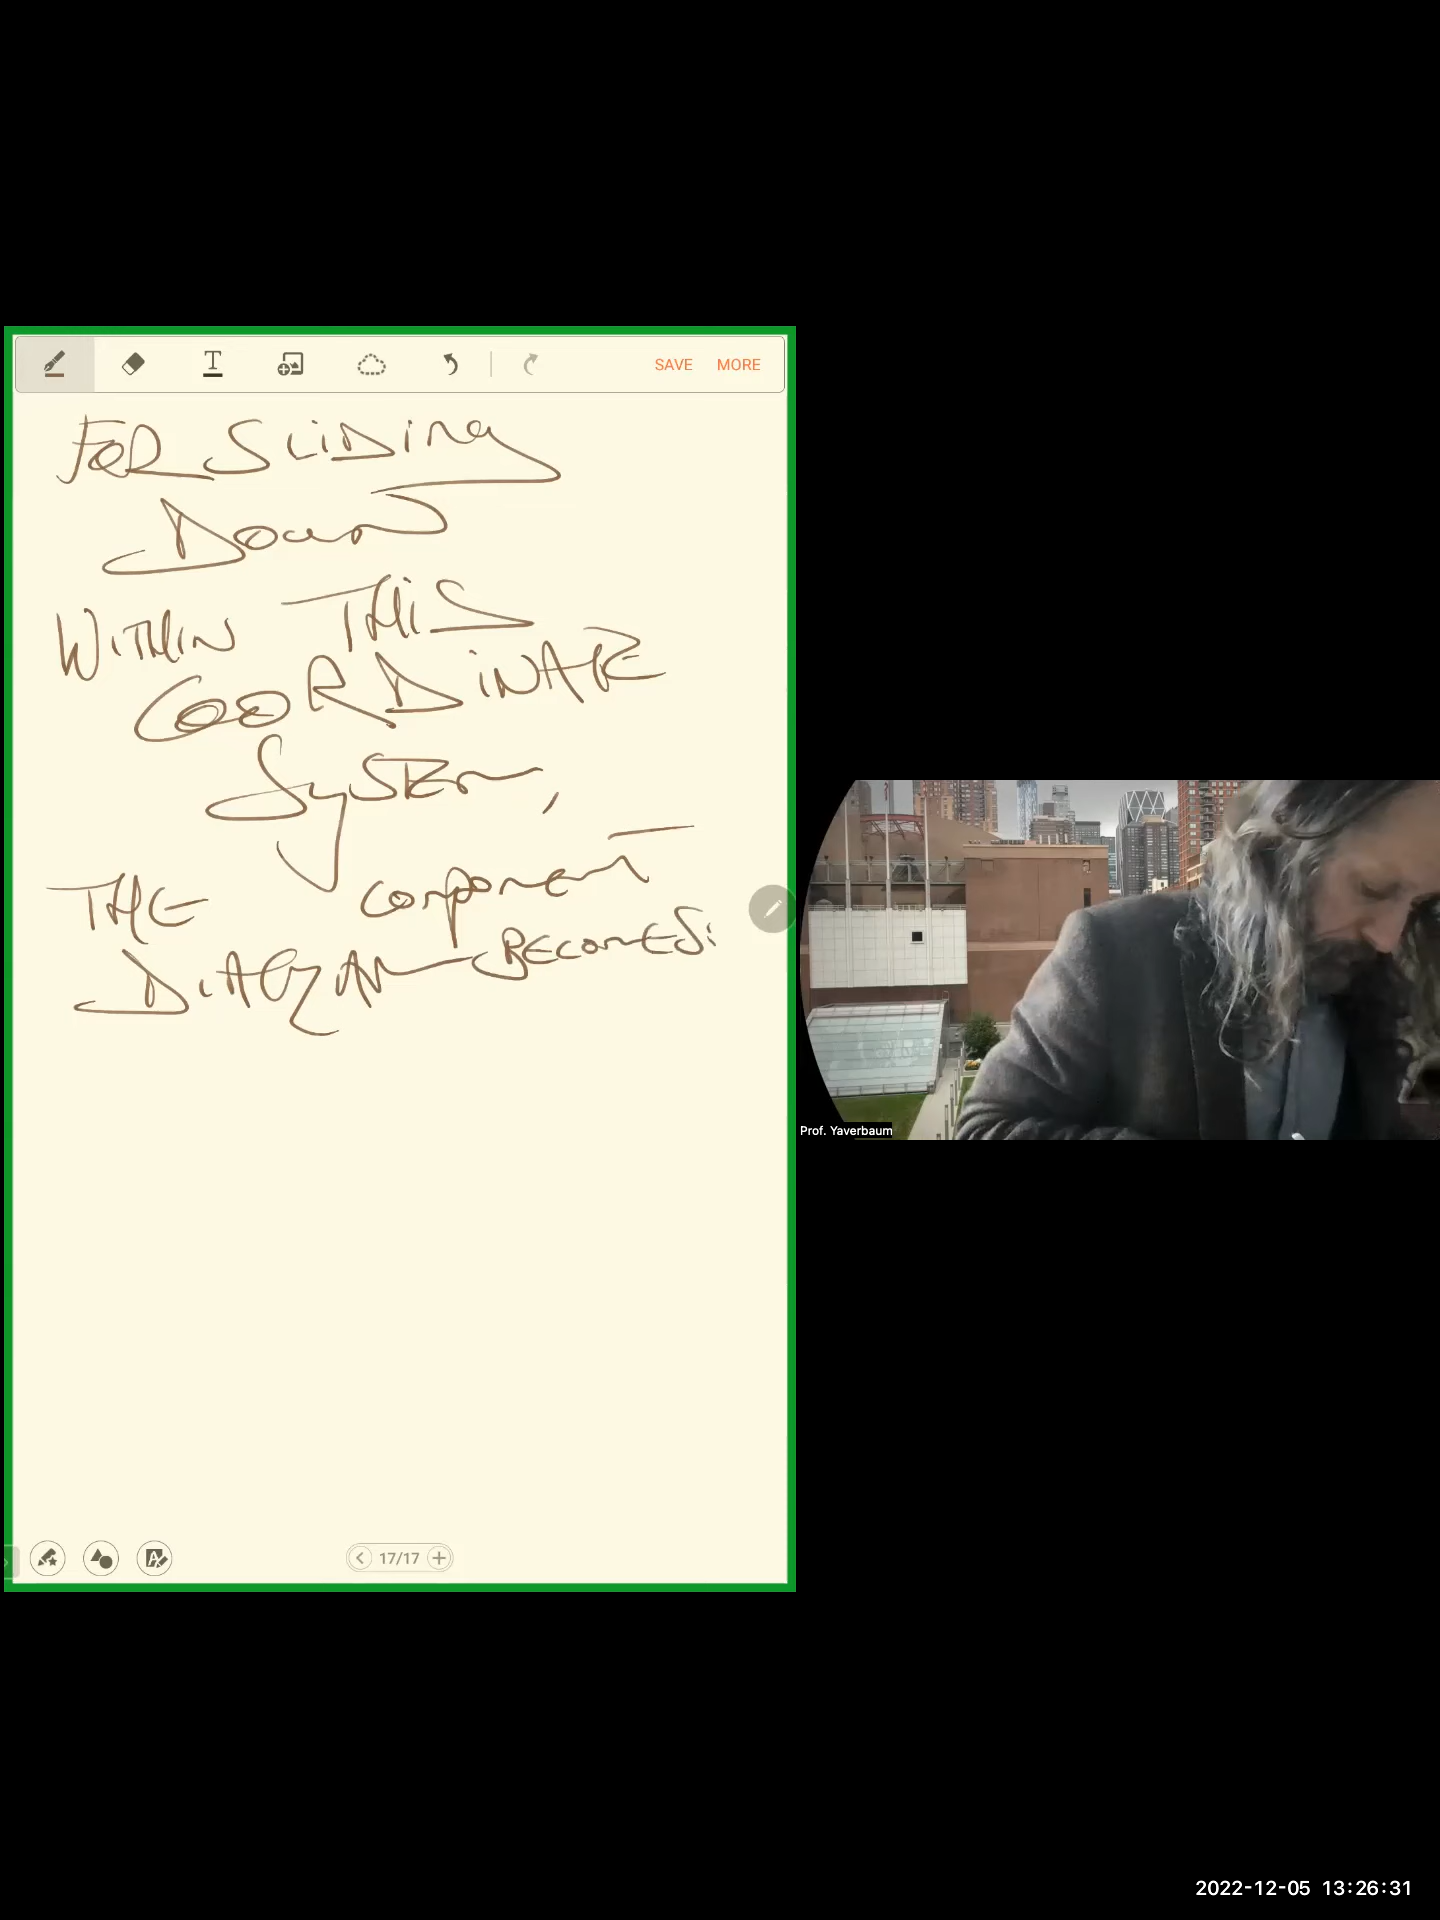 T
SAVE MORE
FOR SLIDING
DOWN
WITHIN THIS
COORDINATE
SYSTEM,
THE COMPONENT
DIAGRAM BECOMES:
Prof. Yaverbaum
17/17
2022-12-05 13:26:31